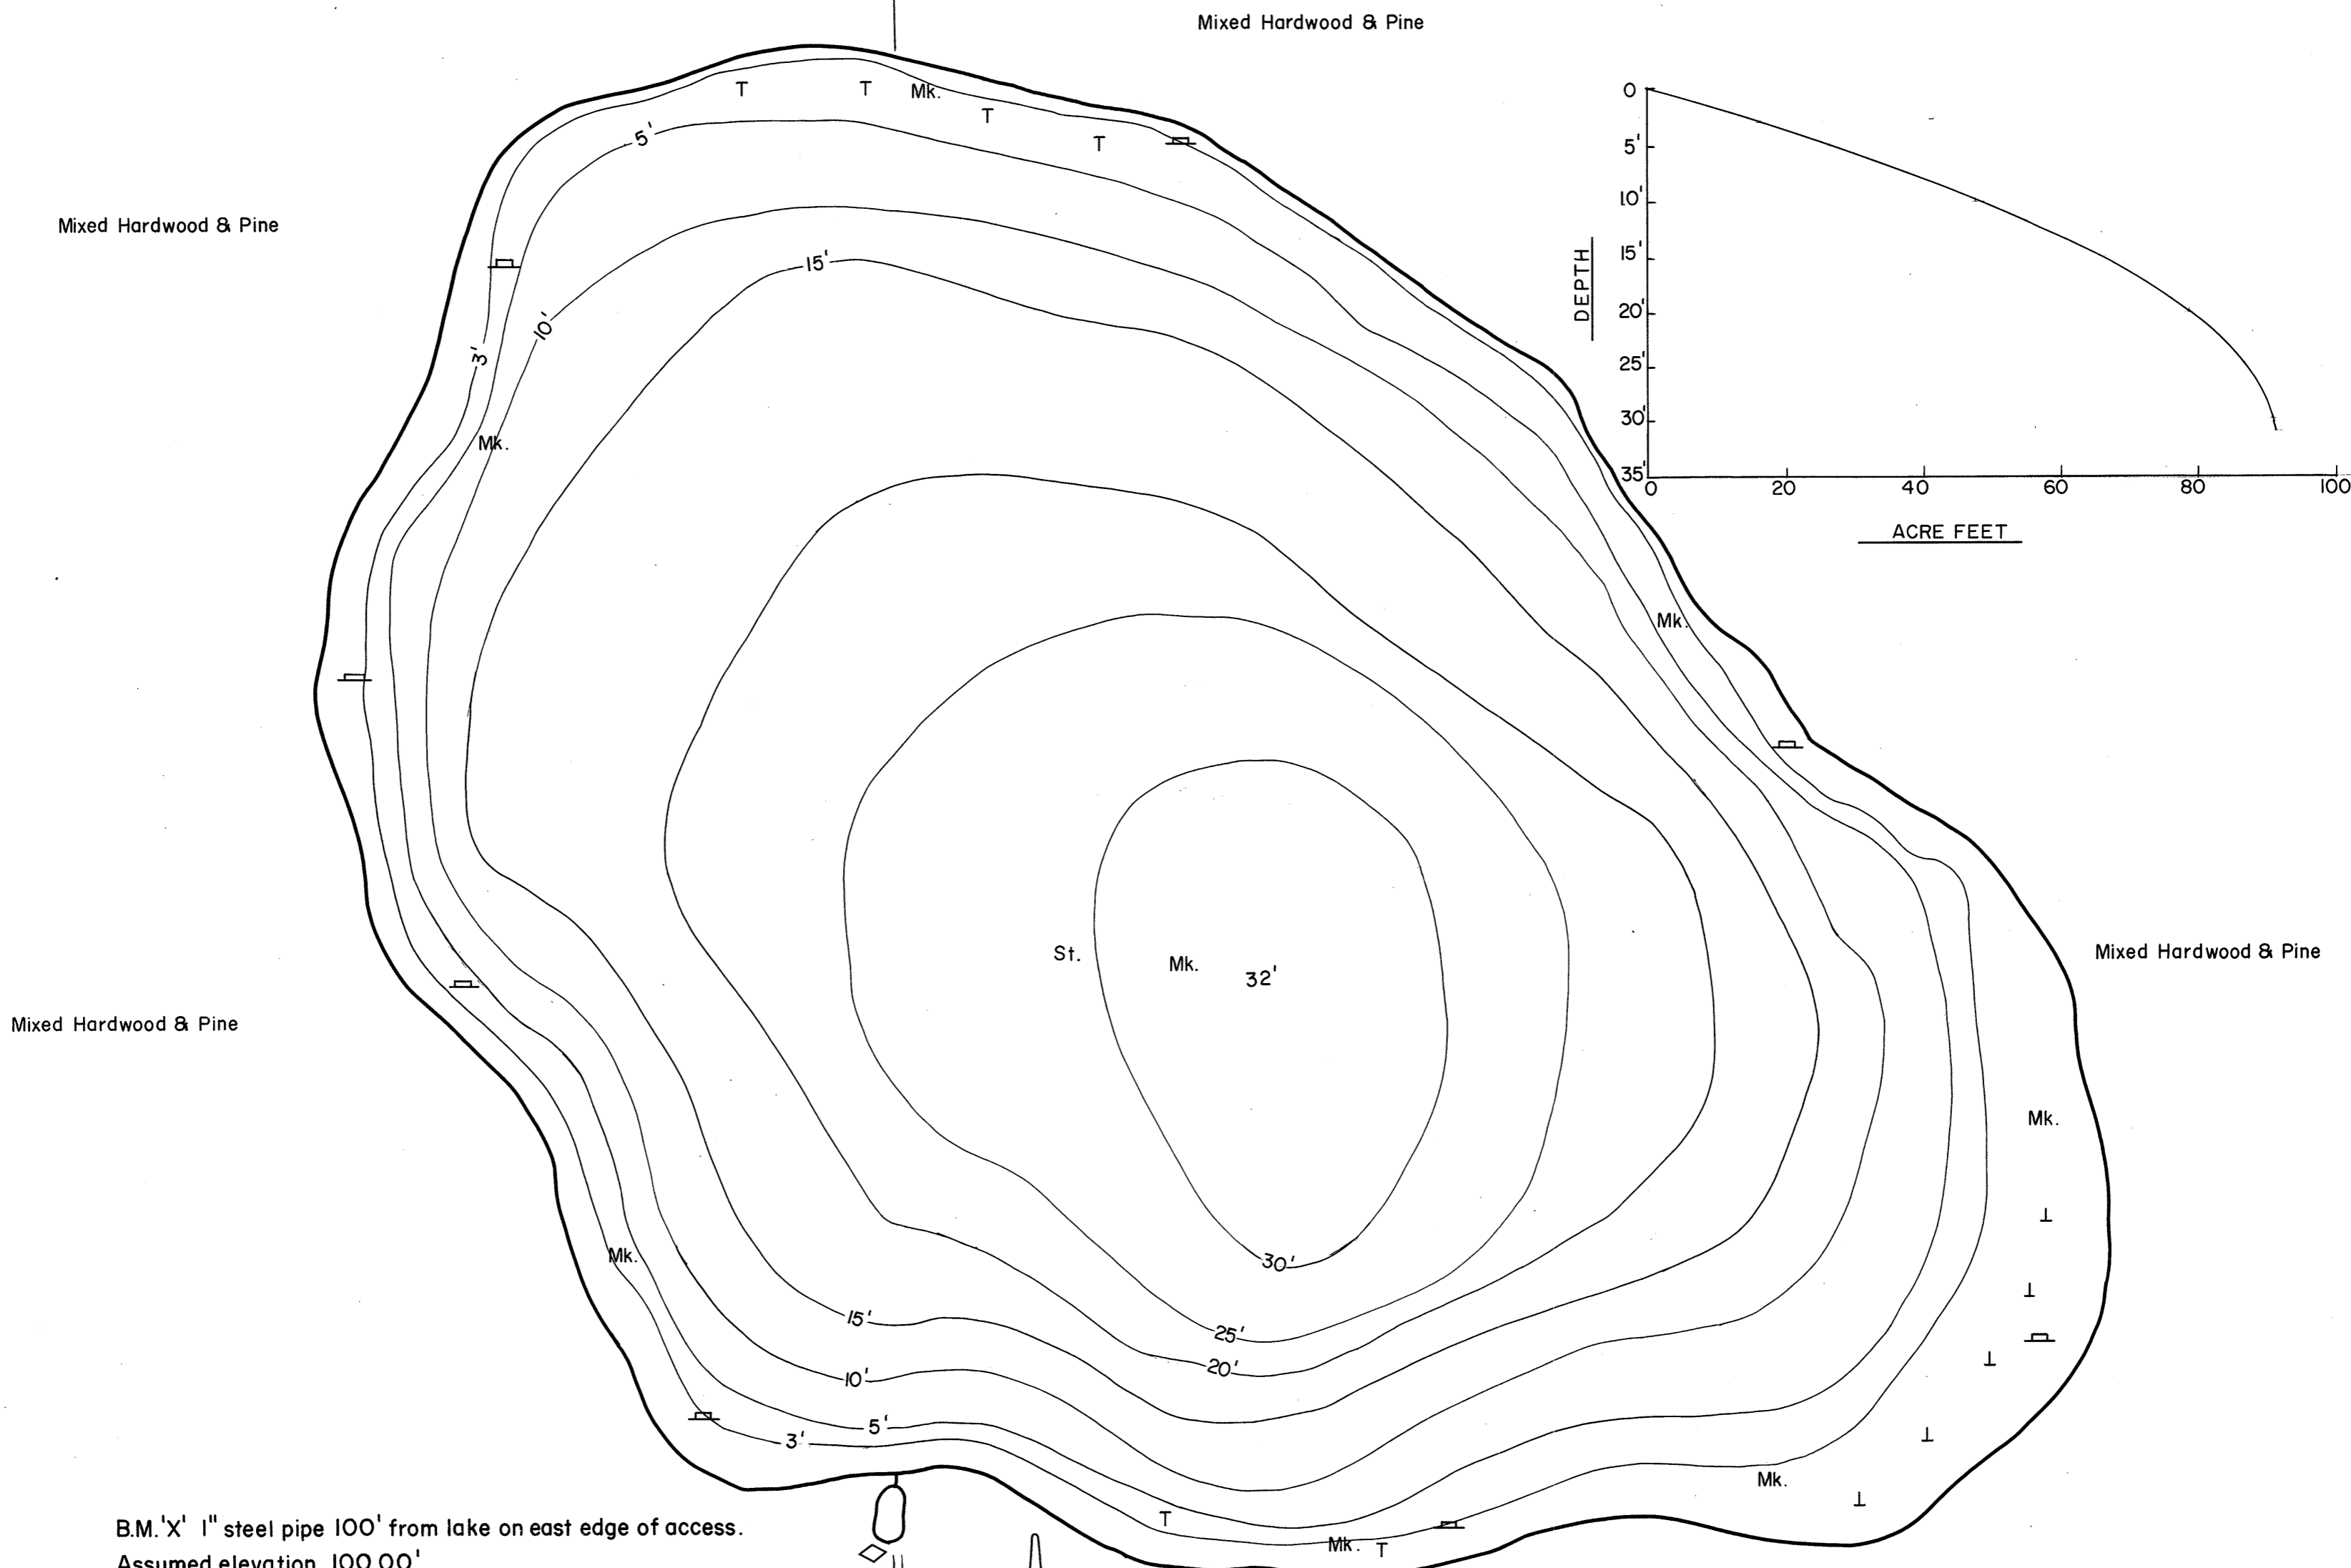 Mixed Hardwood & Pine
T T Mk.
T
T
5'
Mixed Hardwood & Pine
15'
10'
3'
Mk.
0
5'
10'
15'
20'
25'
30'
35'
DEPTH
0 20 40 60 80 100
ACRE FEET
Mk.
St. Mk. 32'
Mixed Hardwood & Pine
Mixed Hardwood & Pine
Mk.
Mk.
30'
15'
25'
20'
10'
5'
3'
Mk.
T
Mk. T
B.M.'X' 1" steel pipe 100' from lake on east edge of access.
Assumed elevation 100.00'